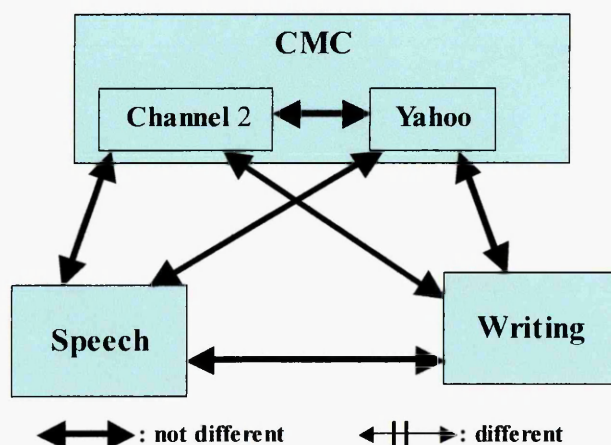 CMC
Channel 2
Yahoo
Speech
Writing
: not different
: different